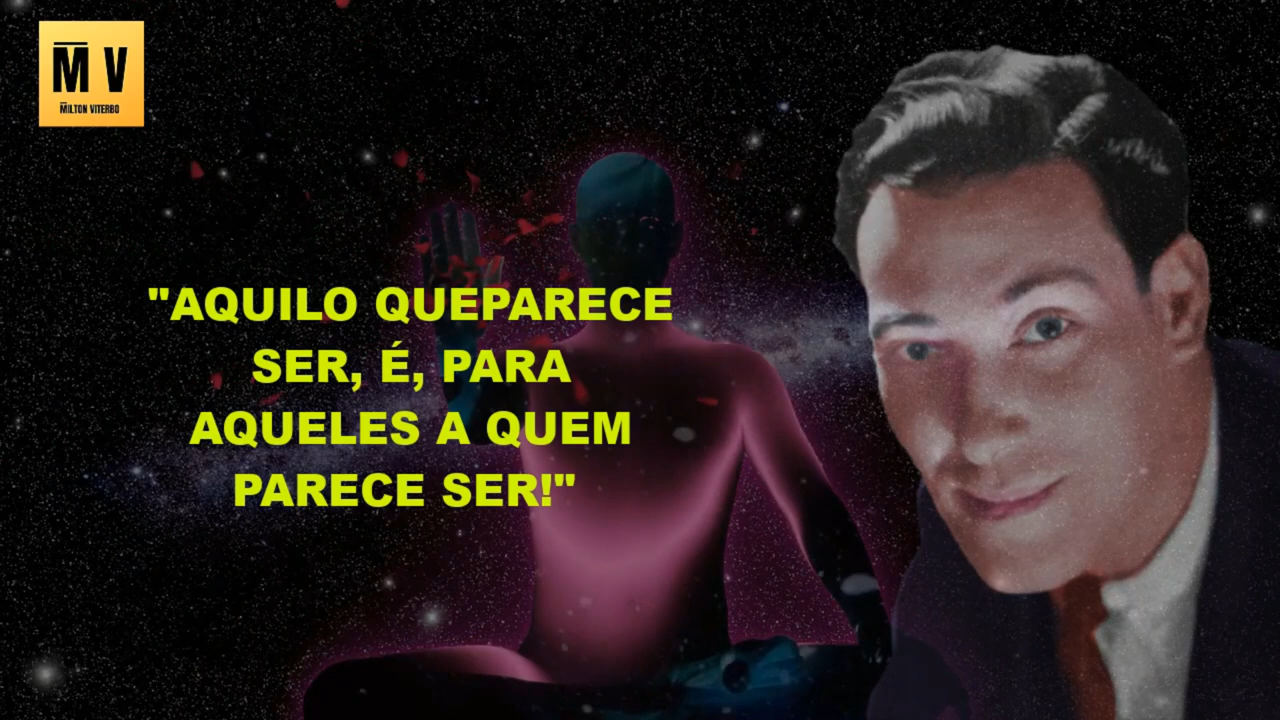 M V
MILTON VITERBO
"AQUILO QUEPARECE
SER, É, PARA
AQUELES A QUEM
PARECE SER!"